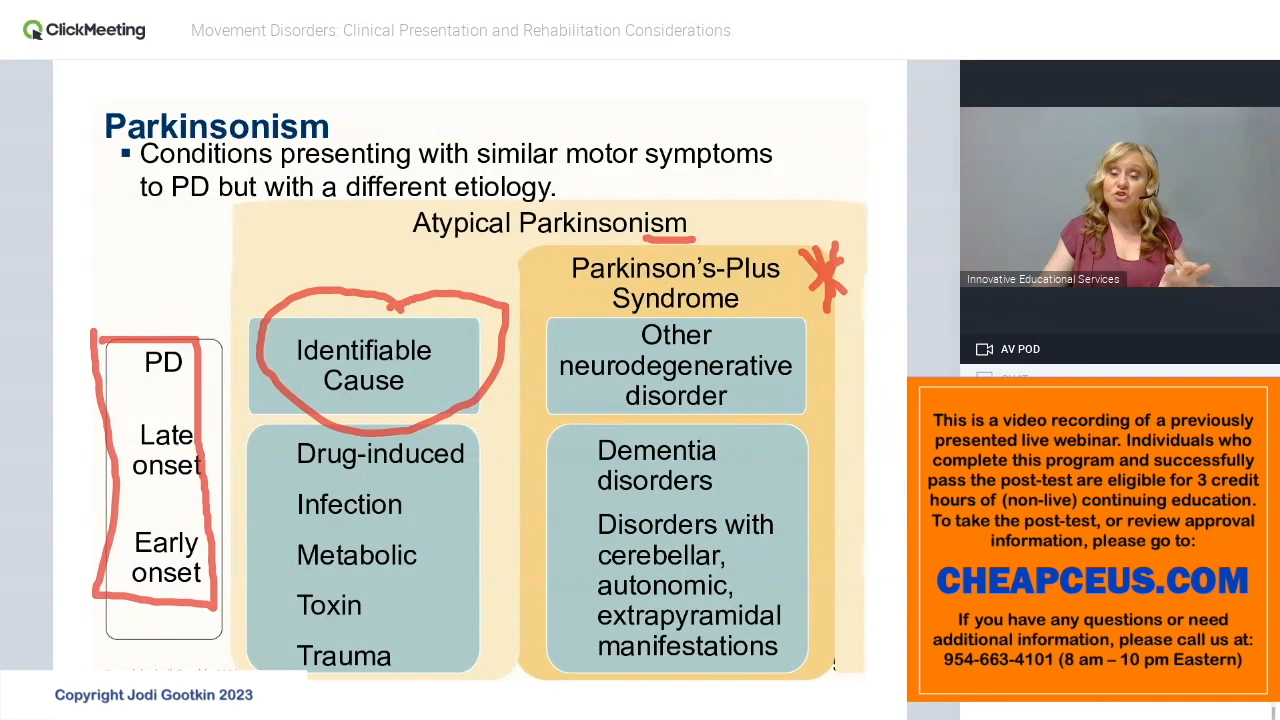 ClickMeeting
Movement Disorders: Clinical Presentation and Rehabilitation Considerations
Parkinsonism
Conditions presenting with similar motor symptoms
to PD but with a different etiology.
Atypical Parkinsonism
Parkinson's-Plus
Syndrome
PD
Late
onset
Early
onset
Identifiable
Cause
Drug-induced
Infection
Metabolic
Toxin
Trauma
Other
neurodegenerative
disorder
Dementia
disorders
Disorders with
cerebellar,
autonomic,
extrapyramidal
manifestations
Copyright Jodi Gootkin 2023
Innovative Educational Services
AV POD
This is a video recording of a previously
presented live webinar. Individuals who
complete this program and successfully
pass the post-test are eligible for 3 credit
hours of (non-live) continuing education.
To take the post-test, or review approval
information, please go to:
CHEAPCEUS.COM
If you have any questions or need
additional information, please call us at:
954-663-4101 (8 am – 10 pm Eastern)